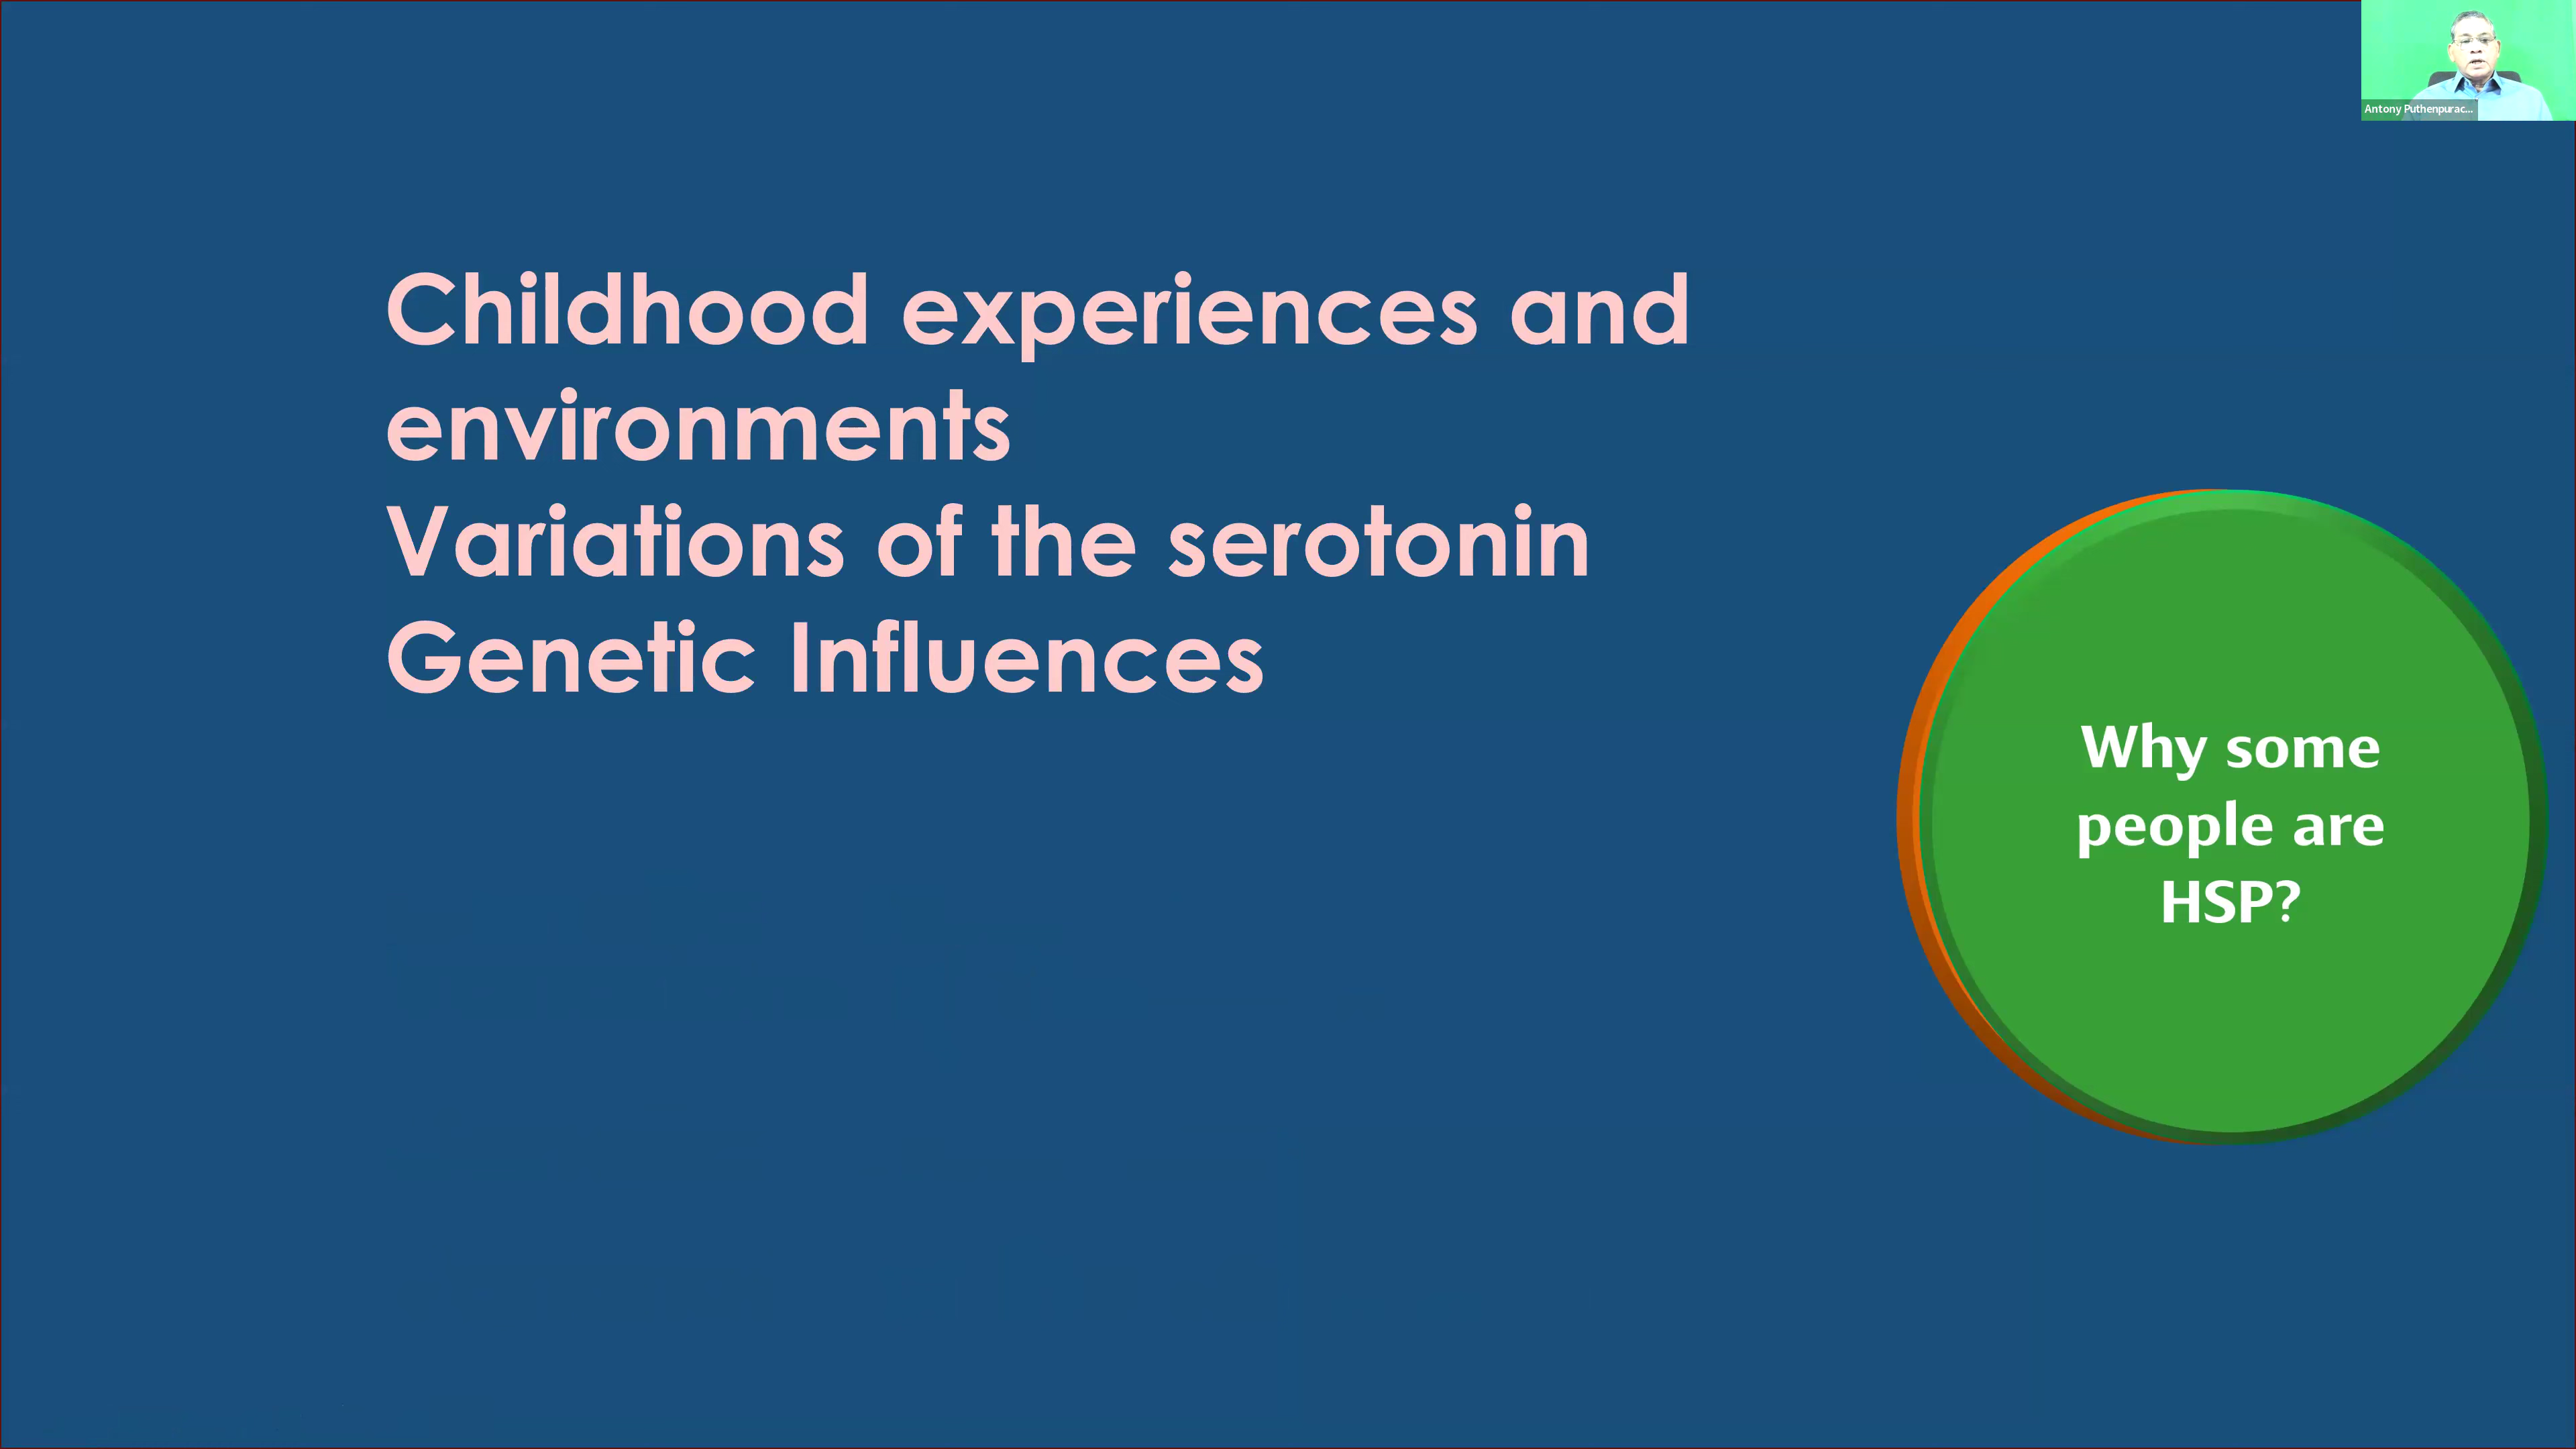 Antony Puthenpurac...
Childhood experiences and
environments
Variations of the serotonin
Genetic Influences
Why some
people are
HSP?